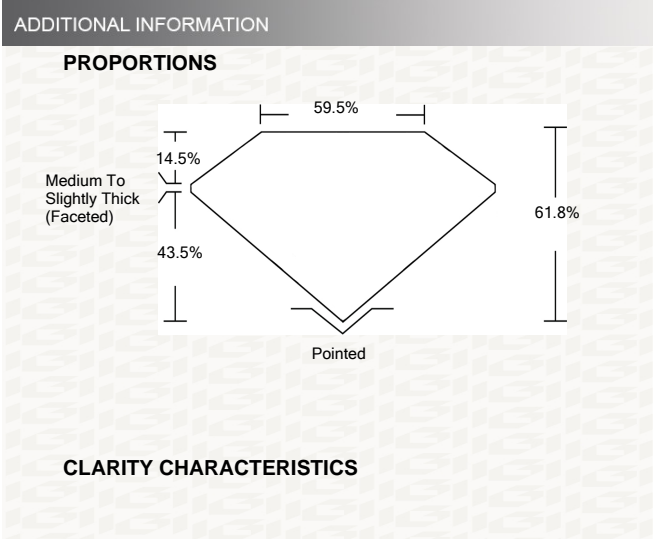 ADDITIONAL INFORMATION
PROPORTIONS
59.5%
14.5%
Medium To
Slightly Thick
(Faceted)
61.8%
43.5%
Pointed
CLARITY CHARACTERISTICS